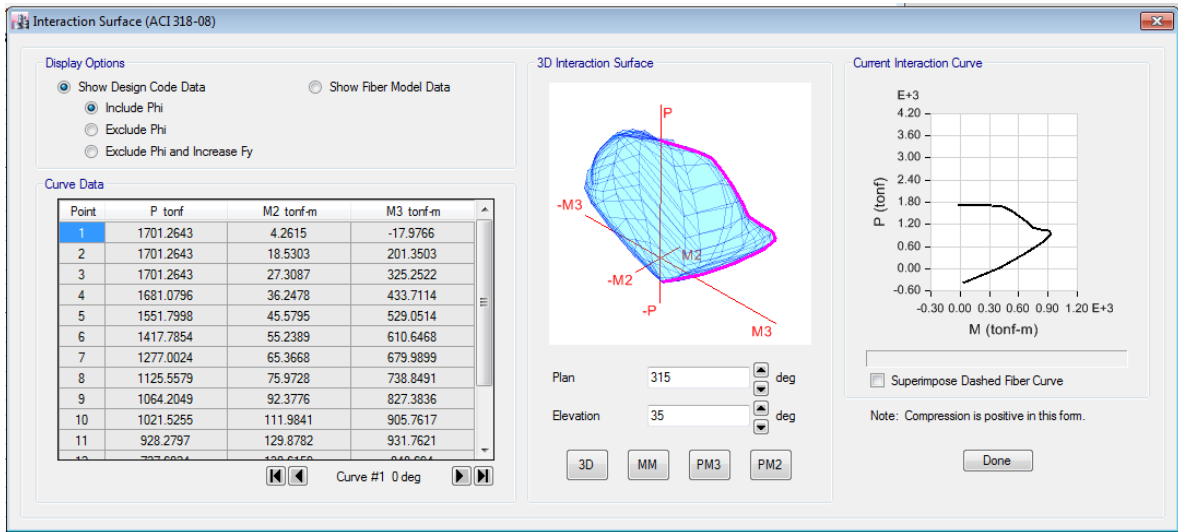 Interaction Surface (ACI 318-08)
Display Options
Show Design Code Data
Show Fiber Model Data
Include Phi
Exclude Phi
Exclude Phi and Increase Fy
Curve Data
Point P tonf M2 tonf-m M3 tonf-m
1 1701.2643 4.2615 -17.9766
2 1701.2643 18.5303 201.3503
3 1701.2643 27.3087 325.2522
4 1681.0796 36.2478 433.7114
5 1551.7998 45.5795 529.0514
6 1417.7854 55.2389 610.6468
7 1277.0024 65.3668 679.9899
8 1125.5579 75.9728 738.8491
9 1064.2049 92.3776 827.3836
10 1021.5255 111.9841 905.7617
11 928.2797 129.8782 931.7621
Curve #1 0 deg
3D Interaction Surface
P
-M3
M2
-M2
-P
M3
Plan 315 deg
Elevation 35 deg
3D MM PM3 PM2
Current Interaction Curve
E+3
4.20
3.60
3.00
2.40
1.80
1.20
0.60
0.00
-0.60
P (tonf)
-0.30 0.00 0.30 0.60 0.90 1.20 E+3
M (tonf-m)
Superimpose Dashed Fiber Curve
Note: Compression is positive in this form.
Done